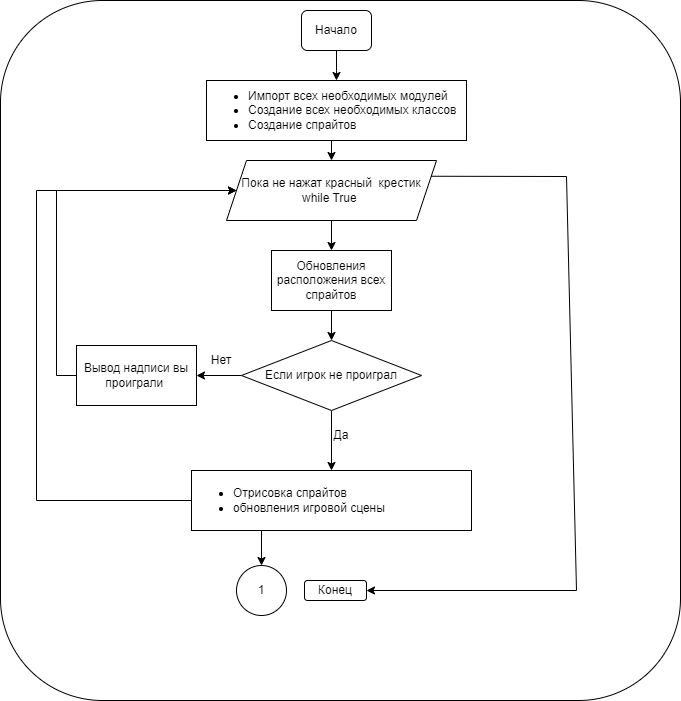 Начало
Импорт всех необходимых модулей
Создание всех необходимых классов
Создание спрайтов
Пока не нажат красный крестик
while True
Обновления
расположения всех
спрайтов
Если игрок не проиграл
Нет
Вывод надписи вы
проиграли
Да
Отрисовка спрайтов
обновления игровой сцены
1
Конец